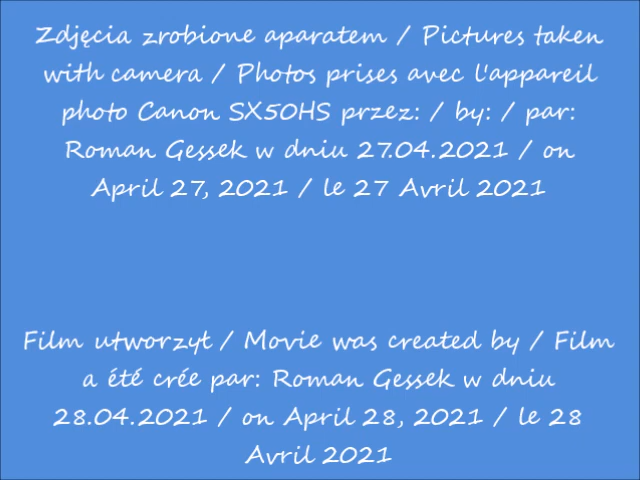 Zdjęcia zrobione aparatem / Pictures taken
with camera / Photos prises avec l'appareil
photo Canon SX50HS przez: / by: / par:
Roman Gessek w dniu 27.04.2021 / on
April 27, 2021 / le 27 Avril 2021
Film utworzył / Movie was created by / Film
a été crée par: Roman Gessek w dniu
28.04.2021 / on April 28, 2021 / le 28
Avril 2021